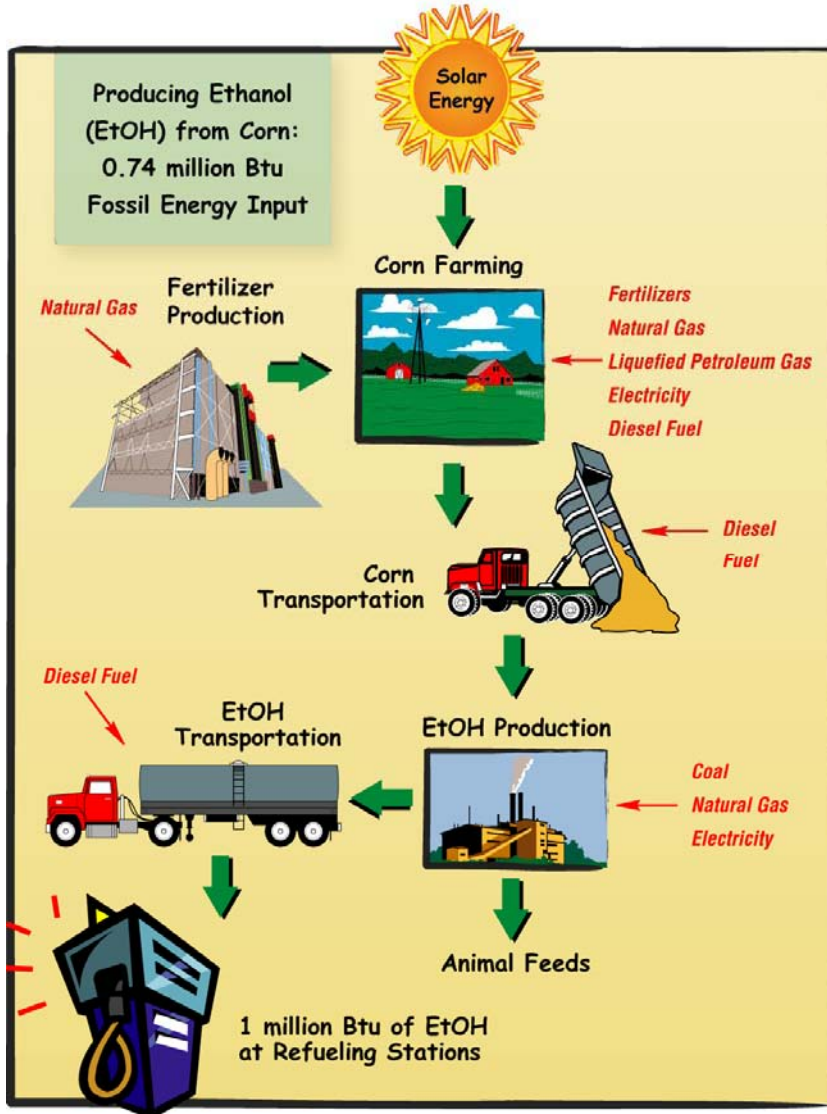 Solar
Energy
Producing Ethanol
(EtOH) from Corn:
0.74 million Btu
Fossil Energy Input
Corn Farming
Fertilizer
Production
Natural Gas
Fertilizers
Natural Gas
Liquefied Petroleum Gas
Electricity
Diesel Fuel
Diesel
Fuel
Corn
Transportation
Diesel Fuel
EtOH
Transportation
EtOH Production
Coal
Natural Gas
Electricity
Animal Feeds
1 million Btu of EtOH
at Refueling Stations